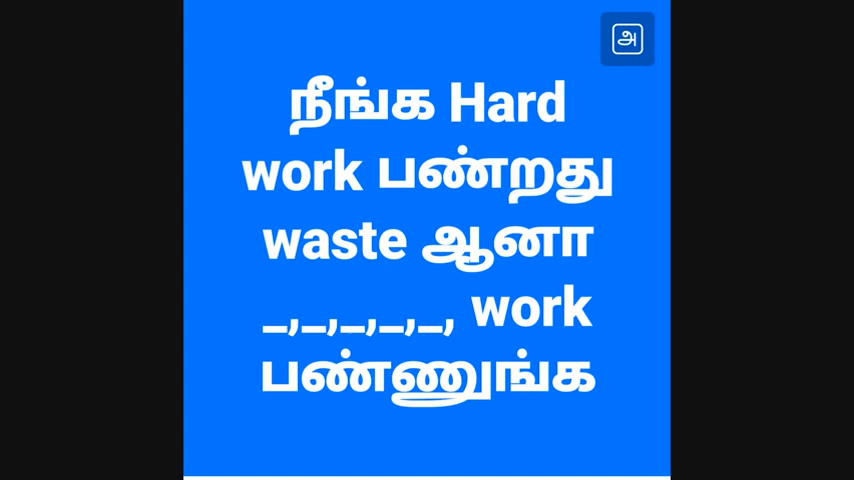 அ
நீங்க Hard
work பண்றது
waste ஆனா
_,_,_,_,_, work
பண்ணுங்க